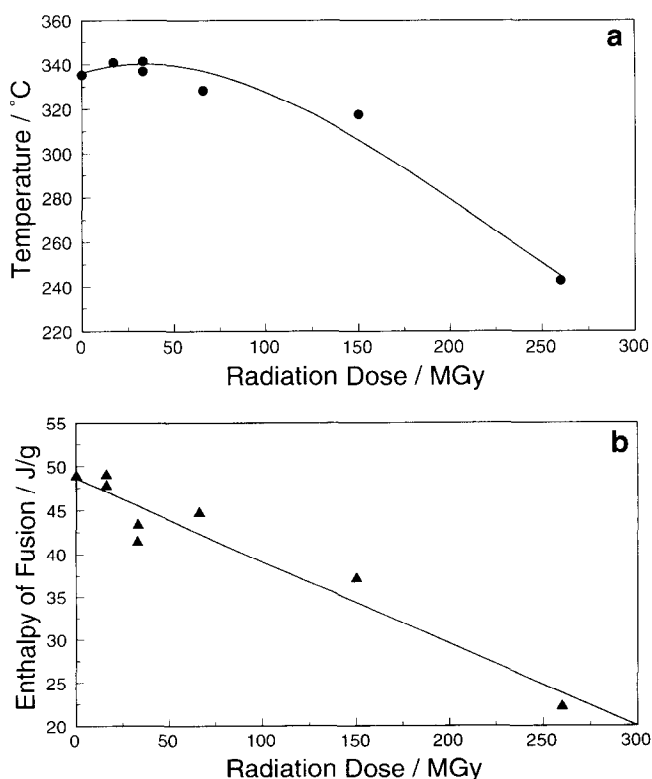 a
360
340
320
300
280
260
240
220
Temperature / °C
0 50 100 150 200 250 300
Radiation Dose / MGy
b
55
50
45
40
35
30
25
20
Enthalpy of Fusion / J/g
0 50 100 150 200 250 300
Radiation Dose / MGy